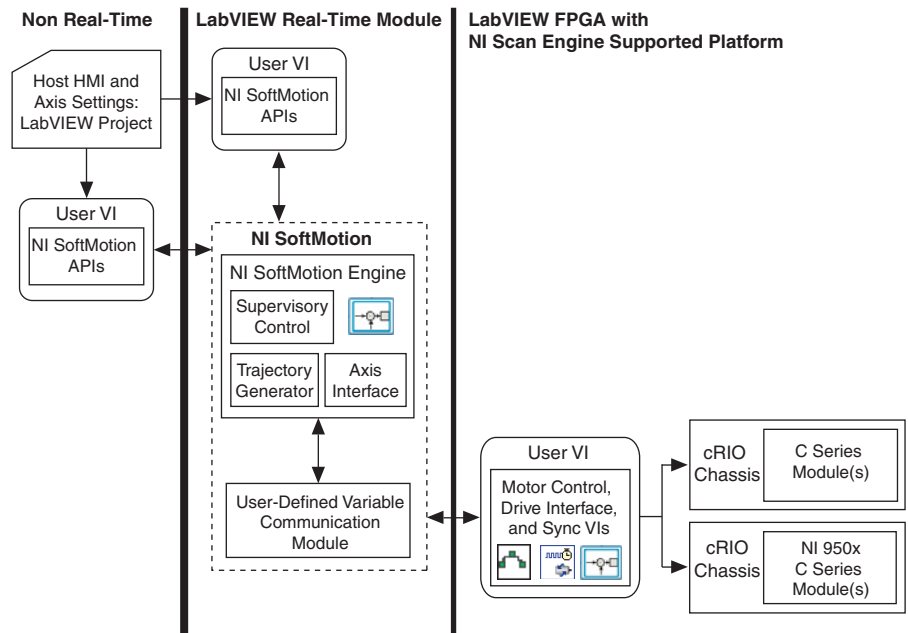 Non Real-Time
LabVIEW Real-Time Module
LabVIEW FPGA with
NI Scan Engine Supported Platform
Host HMI and
Axis Settings:
LabVIEW Project
User VI
NI SoftMotion
APIs
User VI
NI SoftMotion
APIs
NI SoftMotion
NI SoftMotion Engine
Supervisory
Control
Trajectory
Generator
Axis
Interface
User-Defined Variable
Communication
Module
User VI
Motor Control,
Drive Interface,
and Sync VIs
cRIO
Chassis
C Series
Module(s)
cRIO
Chassis
NI 950x
C Series
Module(s)